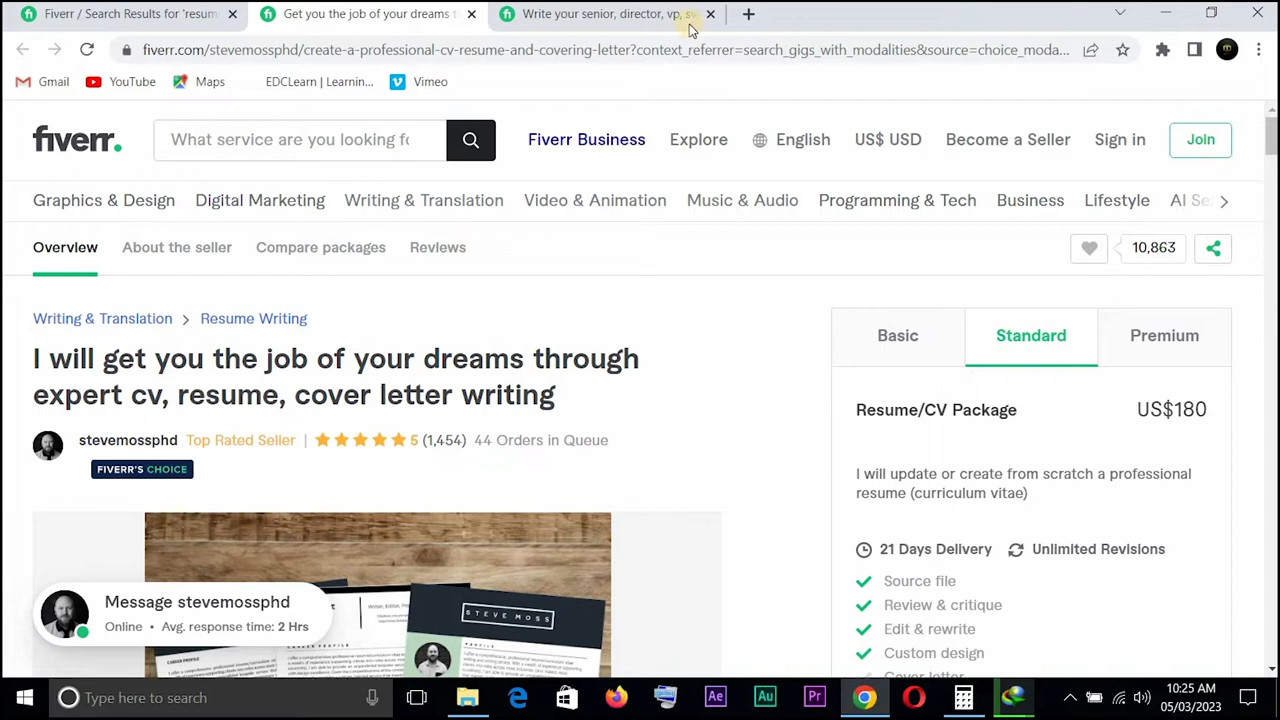 Fiverr / Search Results for 'resum
Get you the job of your dreams t
Write your senior, director, vp, sv
fiverr.com/stevemossphd/create-a-professional-cv-resume-and-covering-letter?context_referrer=search_gigs_with_modalities&source=choice_moda...
Gmail
YouTube
Maps
EDCLearn | Learnin...
Vimeo
fiverr.
What service are you looking fo
Fiverr Business
Explore
English
US$ USD
Become a Seller
Sign in
Join
Graphics & Design
Digital Marketing
Writing & Translation
Video & Animation
Music & Audio
Programming & Tech
Business
Lifestyle
AI Se
Overview
About the seller
Compare packages
Reviews
10,863
Writing & Translation > Resume Writing
I will get you the job of your dreams through
expert cv, resume, cover letter writing
stevemossphd Top Rated Seller | 5 (1,454) 44 Orders in Queue
FIVERR'S CHOICE
STEVE MOSS
Message stevemossphd
Online • Avg. response time: 2 Hrs
Basic
Standard
Premium
Resume/CV Package US$180
I will update or create from scratch a professional
resume (curriculum vitae)
21 Days Delivery Unlimited Revisions
Source file
Review & critique
Edit & rewrite
Custom design
Cover letter
Type here to search
Ae
Au
Pr
10:25 AM
05/03/2023